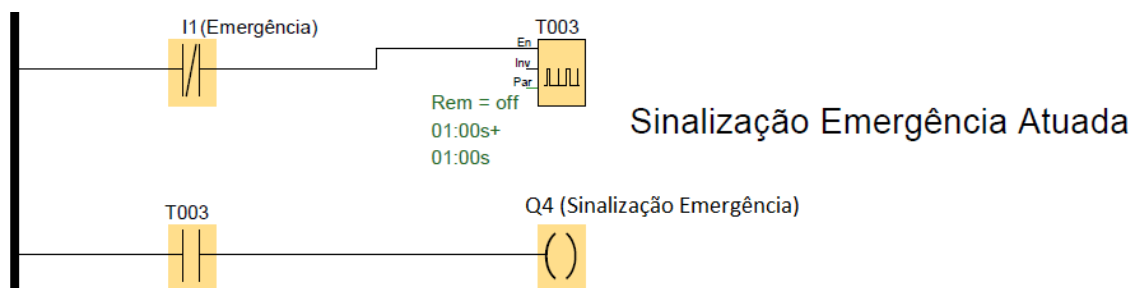 I1(Emergência)
T003
En
Inv
Par
Rem = off
01:00s+
01:00s
Sinalização Emergência Atuada
T003
Q4 (Sinalização Emergência)